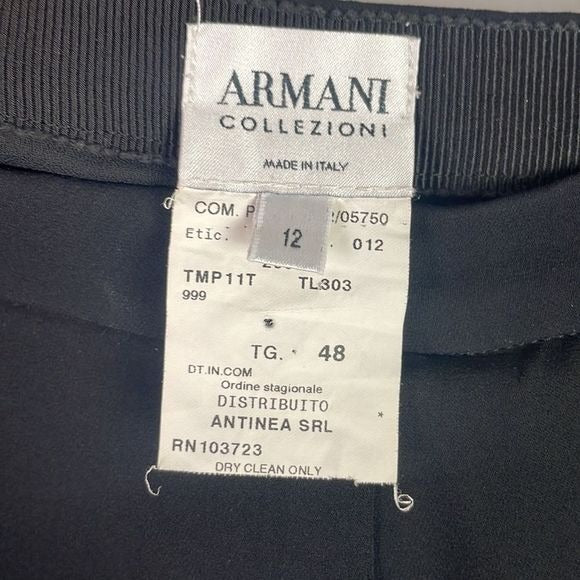 ARMANI
COLLEZIONI
MADE IN ITALY
COM. /05750
Etic. 012
12
TMP11T TL303
999
TG. 48
DT.IN.COM
Ordine stagionale
DISTRIBUITO *
ANTINEA SRL
RN103723
DRY CLEAN ONLY